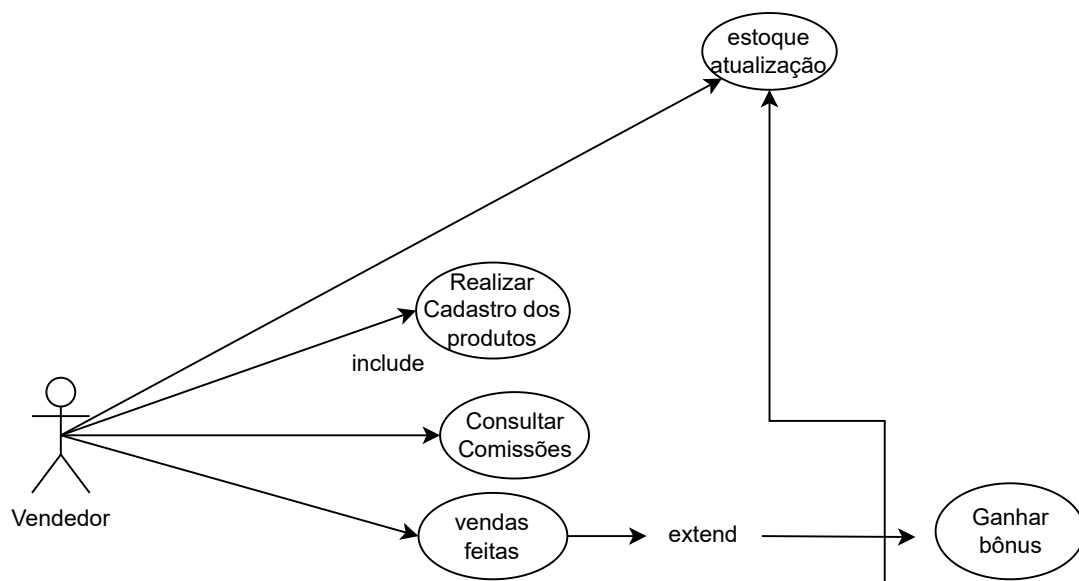 estoque
atualização
Realizar
Cadastro dos
produtos
include
Consultar
Comissões
Vendedor
vendas
feitas
extend
Ganhar
bônus